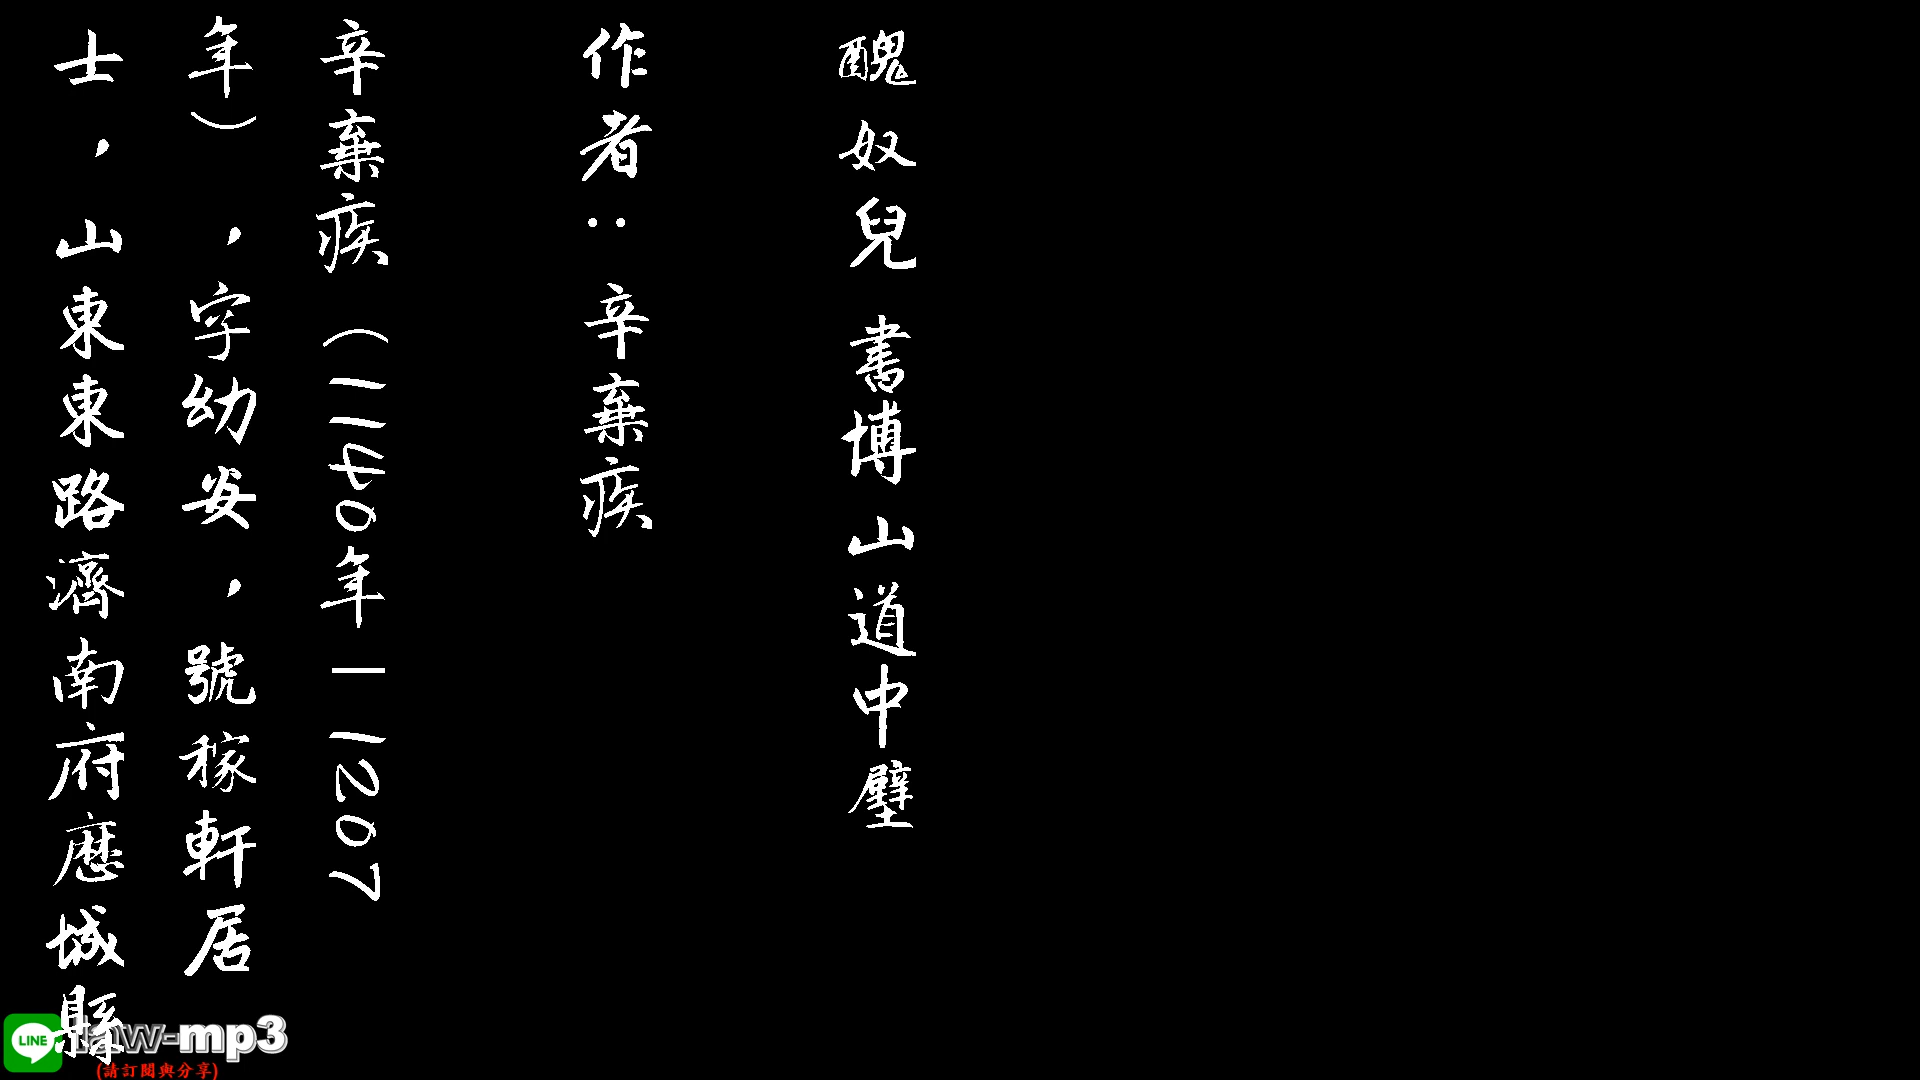 醜奴兒 書博山道中壁
作者：辛棄疾
辛棄疾（1140年－1207
年），字幼安，號稼軒居
士，山東東路濟南府歷城縣
LINE
law-mp3
(請訂閱與分享)